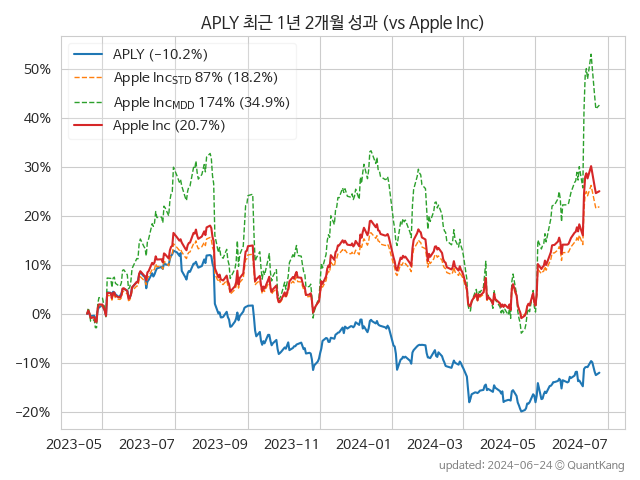 APLY 최근 1년 2개월 성과 (vs Apple Inc)
APLY (−10.2%)
Apple IncSTD 87% (18.2%)
Apple IncMDD 174% (34.9%)
Apple Inc (20.7%)
50%
40%
30%
20%
10%
0%
−10%
−20%
2023-05 2023-07 2023-09 2023-11 2024-01 2024-03 2024-05 2024-07
updated: 2024-06-24 © QuantKang